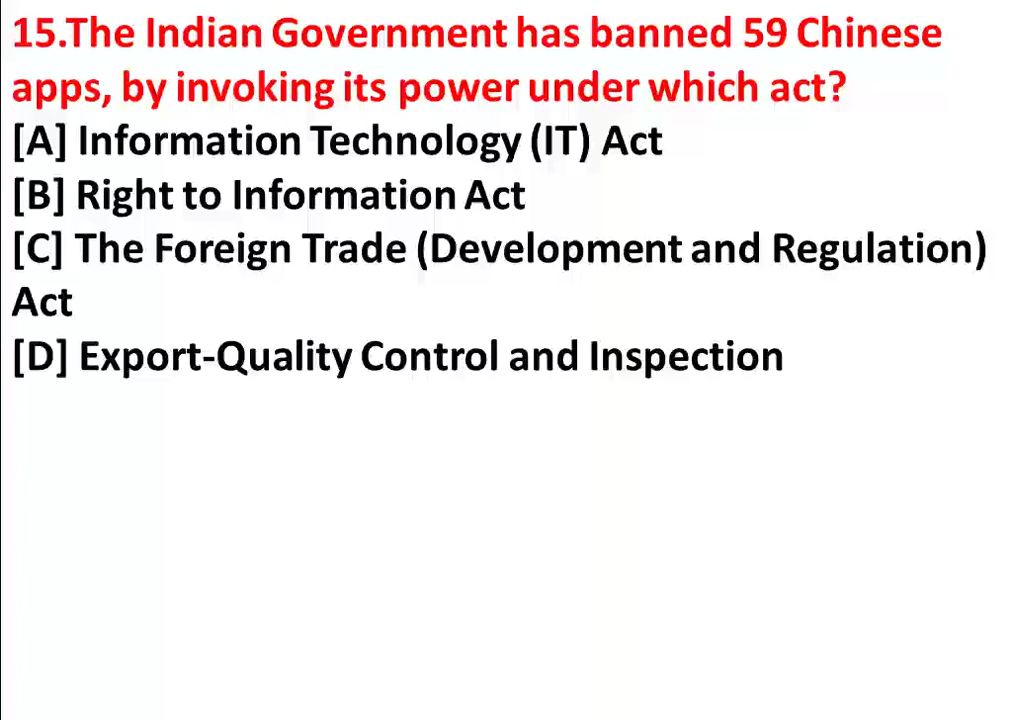 15.The Indian Government has banned 59 Chinese
apps, by invoking its power under which act?
[A] Information Technology (IT) Act
[B] Right to Information Act
[C] The Foreign Trade (Development and Regulation)
Act
[D] Export-Quality Control and Inspection